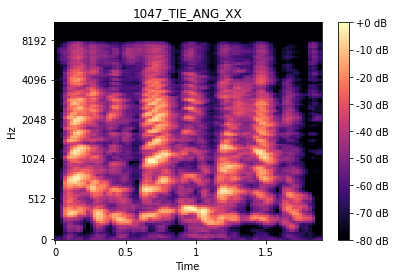 1047_TIE_ANG_XX
+0 dB
8192
-10 dB
4096
-20 dB
-30 dB
2048
Hz
-40 dB
1024
-50 dB
512
-60 dB
-70 dB
0
-80 dB
0 0.5 1 1.5
Time